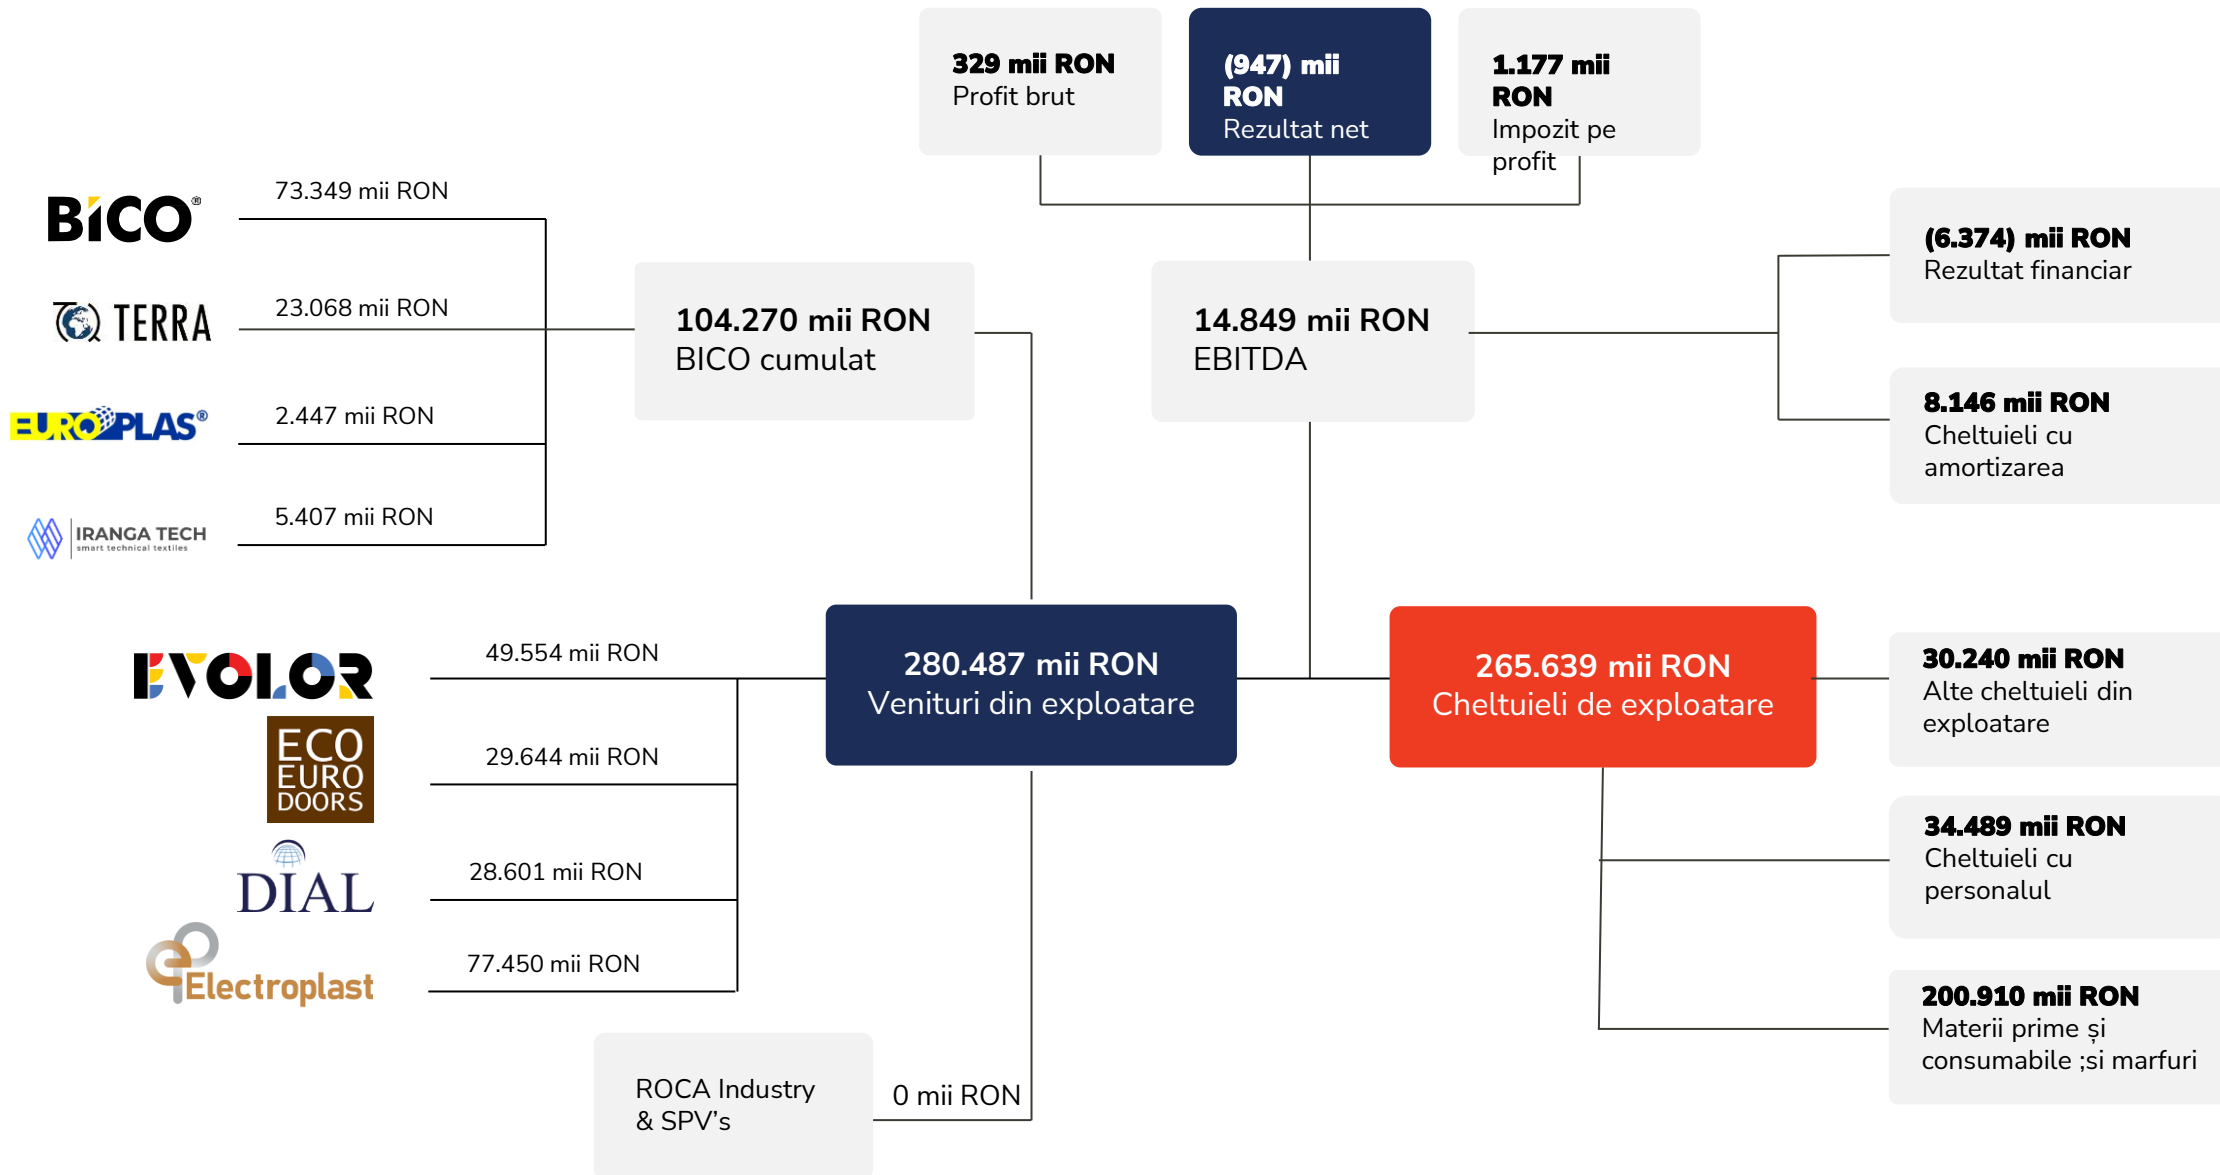 329 mii RON
Profit brut
(947) mii
RON
Rezultat net
1.177 mii
RON
Impozit pe
profit
BICO®
73.349 mii RON
TERRA
23.068 mii RON
EUROPLAS®
2.447 mii RON
IRANGA TECH
smart technical textiles
5.407 mii RON
104.270 mii RON
BICO cumulat
14.849 mii RON
EBITDA
(6.374) mii RON
Rezultat financiar
8.146 mii RON
Cheltuieli cu
amortizarea
EVOLOR
49.554 mii RON
ECO
EURO
DOORS
29.644 mii RON
DIAL
28.601 mii RON
ep
Electroplast
77.450 mii RON
280.487 mii RON
Venituri din exploatare
265.639 mii RON
Cheltuieli de exploatare
30.240 mii RON
Alte cheltuieli din
exploatare
34.489 mii RON
Cheltuieli cu
personalul
200.910 mii RON
Materii prime și
consumabile ;si marfuri
ROCA Industry
& SPV’s
0 mii RON